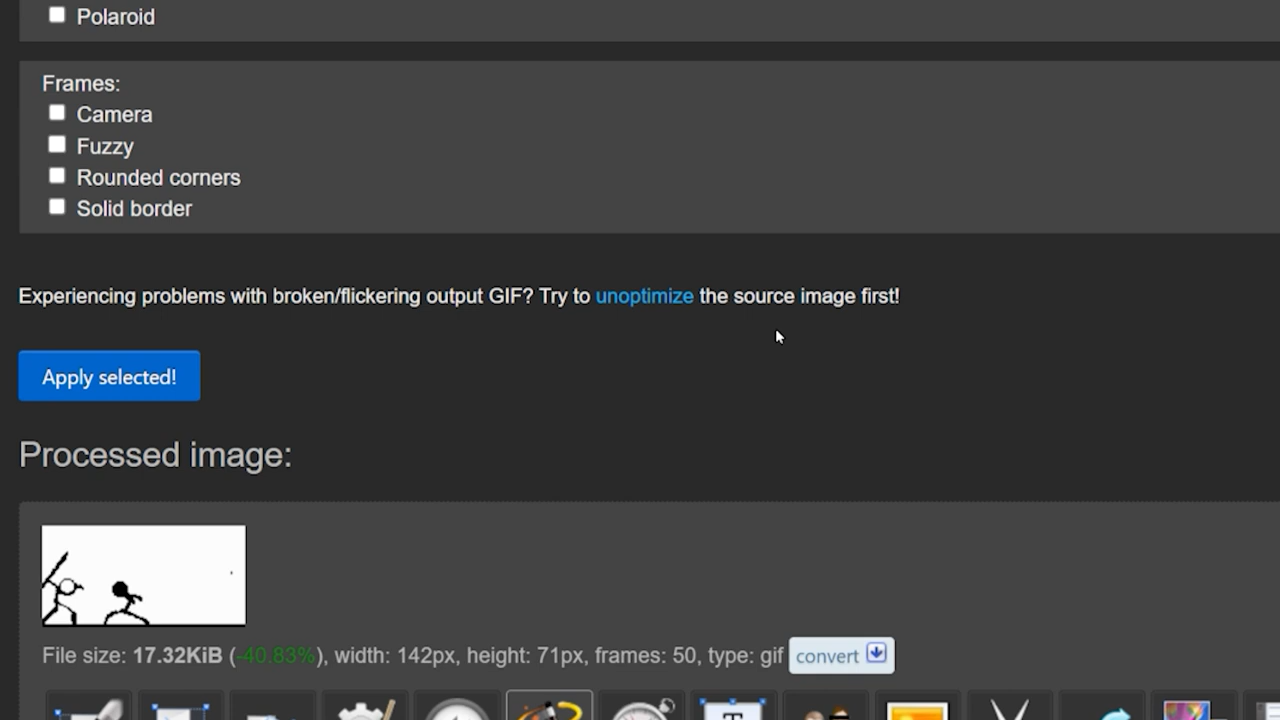 Polaroid
Frames:
Camera
Fuzzy
Rounded corners
Solid border
Experiencing problems with broken/flickering output GIF? Try to unoptimize the source image first!
Apply selected!
Processed image:
File size: 17.32KiB (-40.83%), width: 142px, height: 71px, frames: 50, type: gif convert
T